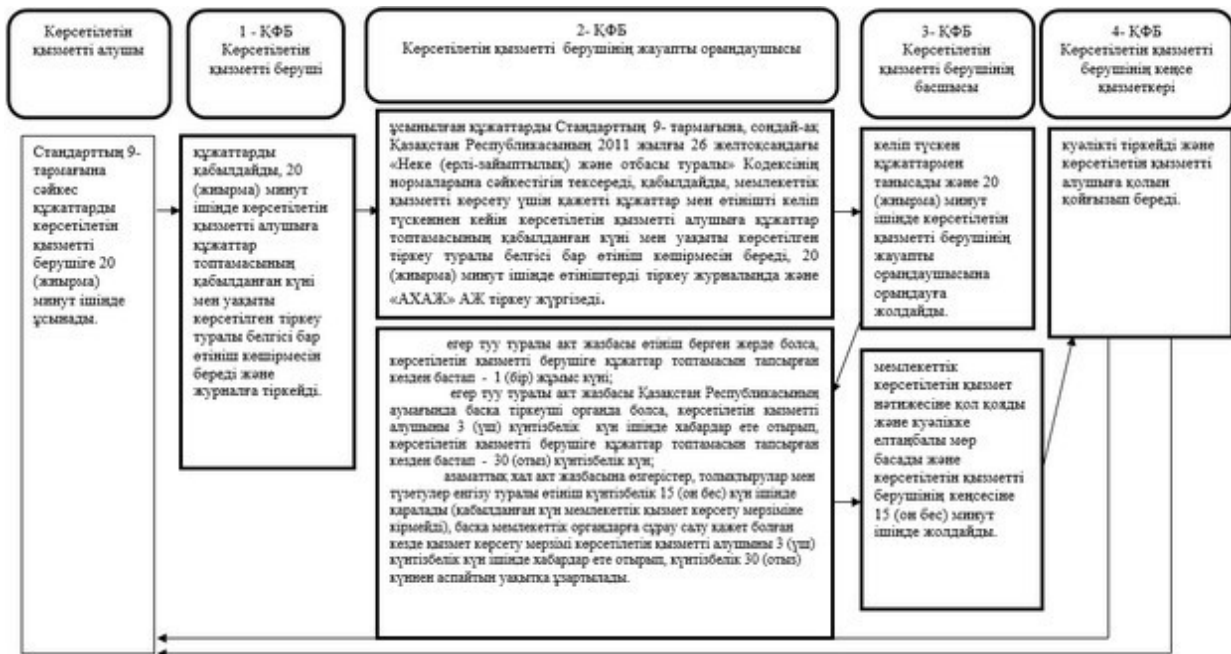 Көрсетілетін
қызметті алушы
1 - ҚФБ
Көрсетілетін
қызметті беруші
2- ҚФБ
Көрсетілетін қызметті берушінің жауапты орындаушысы
3- ҚФБ
Көрсетілетін
қызметті берушінің
басшысы
4- ҚФБ
Көрсетілетін қызметті
берушінің кеңсе
қызметкері
Стандарттың 9-
тармағына
сәйкес
құжаттарды
көрсетілетін
қызметті
берушіге 20
(жиырма)
минут ішінде
ұсынады.
құжаттарды
қабылдайды, 20
(жиырма) минут
ішінде көрсетілетін
қызметті алушыға
құжаттар
топтамасының
қабылданған күні
мен уақыты
көрсетілген тіркеу
туралы белгісі бар
өтініш көшірмесін
береді және
журналға тіркейді.
ұсынылған құжаттарды Стандарттың 9- тармағына, сондай-ақ
Қазақстан Республикасының 2011 жылғы 26 желтоқсандағы
«Неке (ерлі-зайыптылық) және отбасы туралы» Кодексінің
нормаларына сәйкестігін тексереді, қабылдайды, мемлекеттік
қызметті көрсету үшін қажетті құжаттар мен өтінішті келіп
түскеннен кейін көрсетілетін қызметті алушыға құжаттар
топтамасының қабылданған күні мен уақыты көрсетілген
тіркеу туралы белгісі бар өтініш көшірмесін береді, 20
(жиырма) минут ішінде өтініштерді тіркеу журналында және
«АХАЖ» АЖ тіркеу жүргізеді.
егер туу туралы акт жазбасы өтініш берген жерде болса,
көрсетілетін қызметті берушіге құжаттар топтамасын тапсырған
кезден бастап - 1 (бір) жұмыс күні;
егер туу туралы акт жазбасы Қазақстан Республикасының
аумағында басқа тіркеуші органда болса, көрсетілетін қызметті
алушыны 3 (үш) күнтізбелік күн ішінде хабардар ете отырып,
көрсетілетін қызметті берушіге құжаттар топтамасын тапсырған
кезден бастап - 30 (отыз) күнтізбелік күн;
азаматтық хал акт жазбасына өзгерістер, толықтырулар мен
түзетулер енгізу туралы өтініш күнтізбелік 15 (он бес) күн ішінде
қаралады (қабылданған күн мемлекеттік қызмет көрсету мерзіміне
кірмейді), басқа мемлекеттік органдарға сұрау салу қажет болған
кезде қызмет көрсету мерзімі көрсетілетін қызметті алушыны 3 (үш)
күнтізбелік күн ішінде хабардар ете отырып, күнтізбелік 30 (отыз)
күннен аспайтын уақытқа ұзартылады.
келіп түскен
құжаттармен
танысады және 20
(жиырма) минут
ішінде көрсетілетін
қызметті берушінің
жауапты
орындаушысына
орындауға
жолдайды.
мемлекеттік
көрсетілетін қызмет
нәтижесіне қол қояды
және куәлікке
елтаңбалы мөр
басады және
көрсетілетін қызметті
берушінің кеңсесіне
15 (он бес) минут
ішінде жолдайды.
куәлікті тіркейді және
көрсетілетін қызметті
алушыға қолын
қойғызып береді.